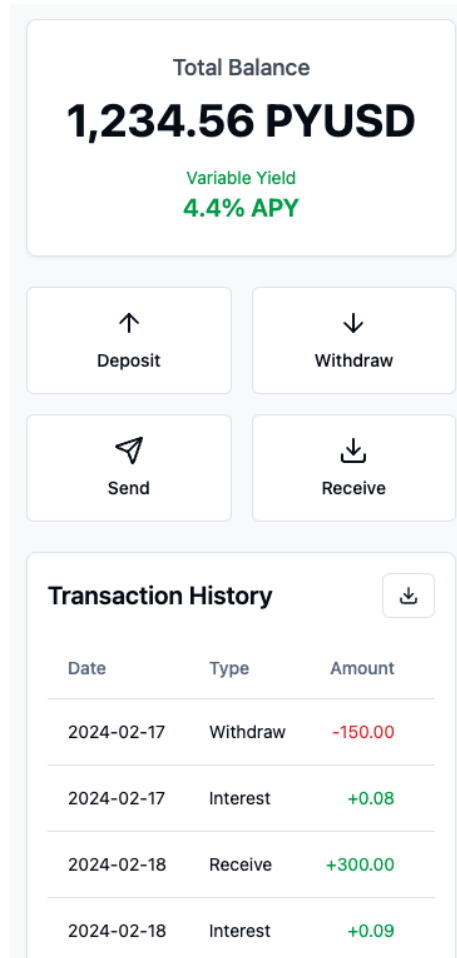 Total Balance
1,234.56 PYUSD
Variable Yield
4.4% APY
Deposit
Withdraw
Send
Receive
Transaction History
Date Type Amount
2024-02-17 Withdraw -150.00
2024-02-17 Interest +0.08
2024-02-18 Receive +300.00
2024-02-18 Interest +0.09